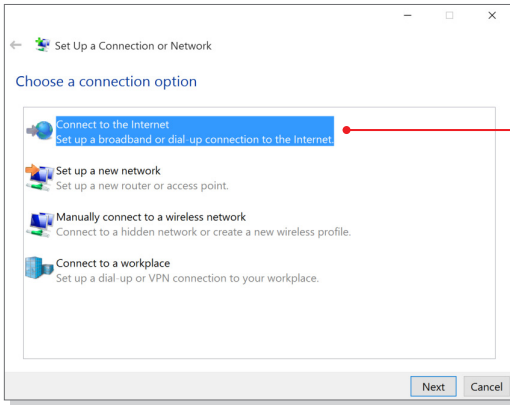 Set Up a Connection or Network
Choose a connection option
Connect to the Internet
Set up a broadband or dial-up connection to the Internet.
Set up a new network
Set up a new router or access point.
Manually connect to a wireless network
Connect to a hidden network or create a new wireless profile.
Connect to a workplace
Set up a dial-up or VPN connection to your workplace.
Next Cancel